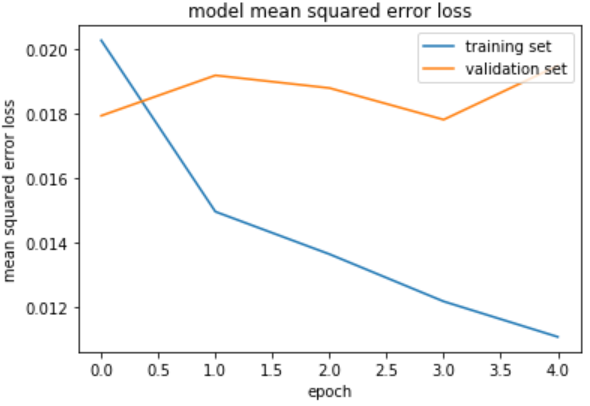 model mean squared error loss
training set
validation set
mean squared error loss
0.020
0.018
0.016
0.014
0.012
0.0 0.5 1.0 1.5 2.0 2.5 3.0 3.5 4.0
epoch